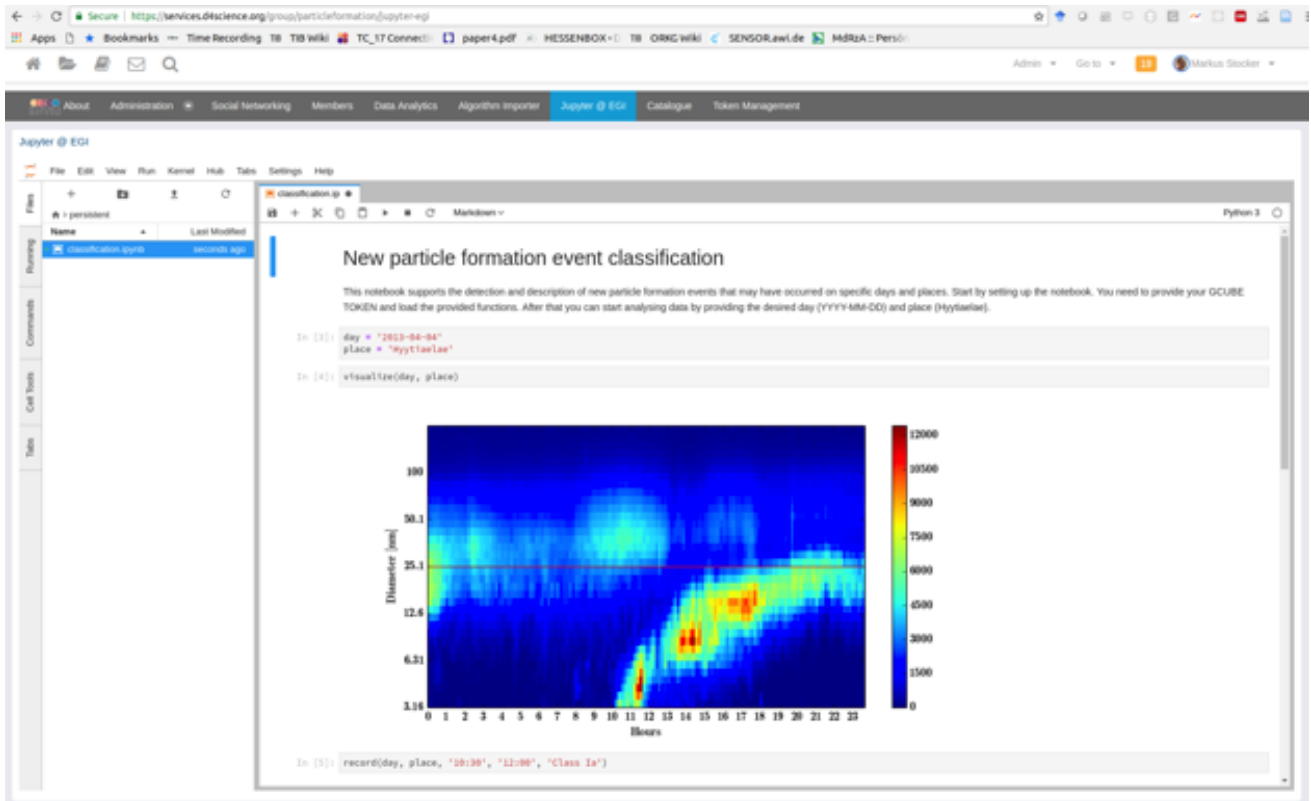 Secure | https://services.d4science.org/group/particleformation/jupyter-egi
Apps Bookmarks Time Recording TIB TIB Wiki TC_17 Connecti paper4.pdf HESSENBOX-D TIB ORKG Wiki SENSOR.awi.de MdRzA :: Persön
Admin Go to 19 Markus Stocker
About Administration Social Networking Members Data Analytics Algorithm Importer Jupyter @ EGI Catalogue Token Management
Jupyter @ EGI
File Edit View Run Kernel Hub Tabs Settings Help
Files
Running
Commands
Cell Tools
Tabs
> persistent
Name Last Modified
classification.ipynb seconds ago
classification.ip
Markdown Python 3
New particle formation event classification
This notebook supports the detection and description of new particle formation events that may have occurred on specific days and places. Start by setting up the notebook. You need to provide your GCUBE
TOKEN and load the provided functions. After that you can start analysing data by providing the desired day (YYYY-MM-DD) and place (Hyytiaelae).
In [3]: day = '2013-04-04'
place = 'Hyytiaelae'
In [4]: visualize(day, place)
Diameter [nm]
100
50.1
25.1
12.6
6.31
3.16
0 1 2 3 4 5 6 7 8 9 10 11 12 13 14 15 16 17 18 19 20 21 22 23
Hours
12000
10500
9000
7500
6000
4500
3000
1500
0
In [5]: record(day, place, '10:30', '12:00', 'Class Ia')